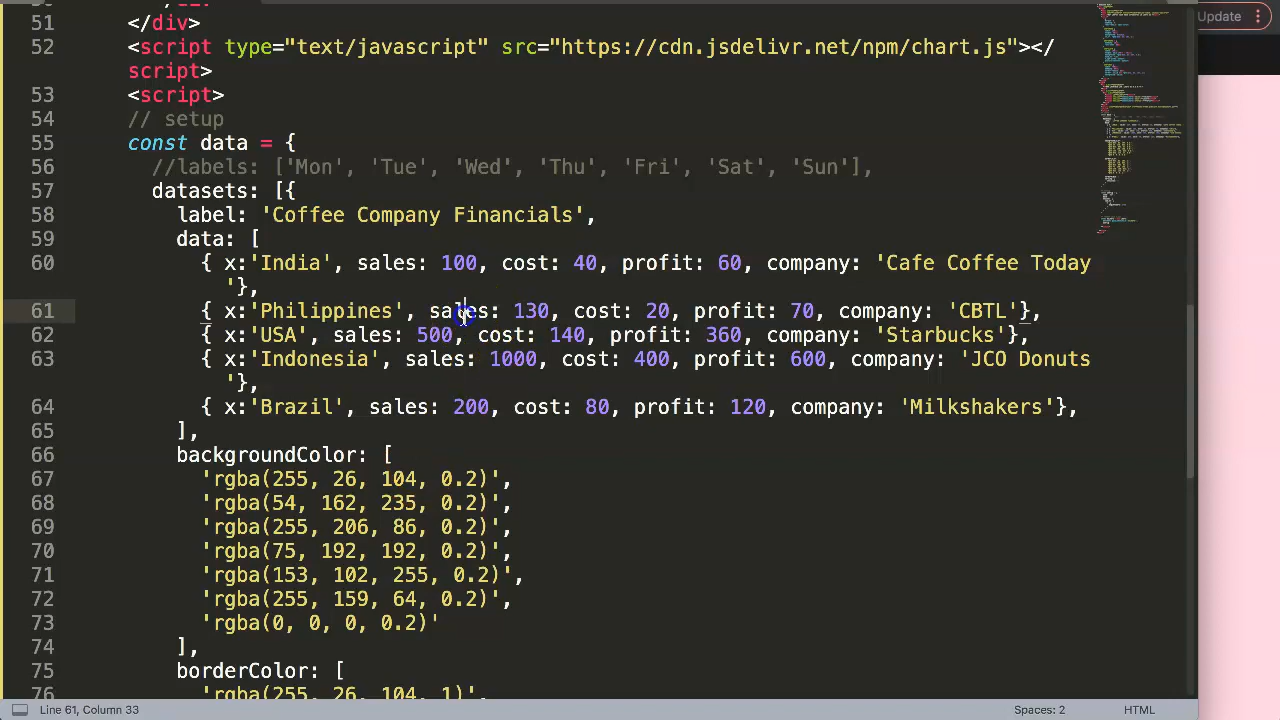 Update
51 </div>
52 <script type="text/javascript" src="https://cdn.jsdelivr.net/npm/chart.js"></
script>
53 <script>
54 // setup
55 const data = {
56 //labels: ['Mon', 'Tue', 'Wed', 'Thu', 'Fri', 'Sat', 'Sun'],
57 datasets: [{
58 label: 'Coffee Company Financials',
59 data: [
60 { x:'India', sales: 100, cost: 40, profit: 60, company: 'Cafe Coffee Today
'},
61 { x:'Philippines', sales: 130, cost: 20, profit: 70, company: 'CBTL'},
62 { x:'USA', sales: 500, cost: 140, profit: 360, company: 'Starbucks'},
63 { x:'Indonesia', sales: 1000, cost: 400, profit: 600, company: 'JCO Donuts
'},
64 { x:'Brazil', sales: 200, cost: 80, profit: 120, company: 'Milkshakers'},
65 ],
66 backgroundColor: [
67 'rgba(255, 26, 104, 0.2)',
68 'rgba(54, 162, 235, 0.2)',
69 'rgba(255, 206, 86, 0.2)',
70 'rgba(75, 192, 192, 0.2)',
71 'rgba(153, 102, 255, 0.2)',
72 'rgba(255, 159, 64, 0.2)',
73 'rgba(0, 0, 0, 0.2)'
74 ],
75 borderColor: [
76 'rgba(255, 26, 104, 1)',
Line 61, Column 33
Spaces: 2
HTML